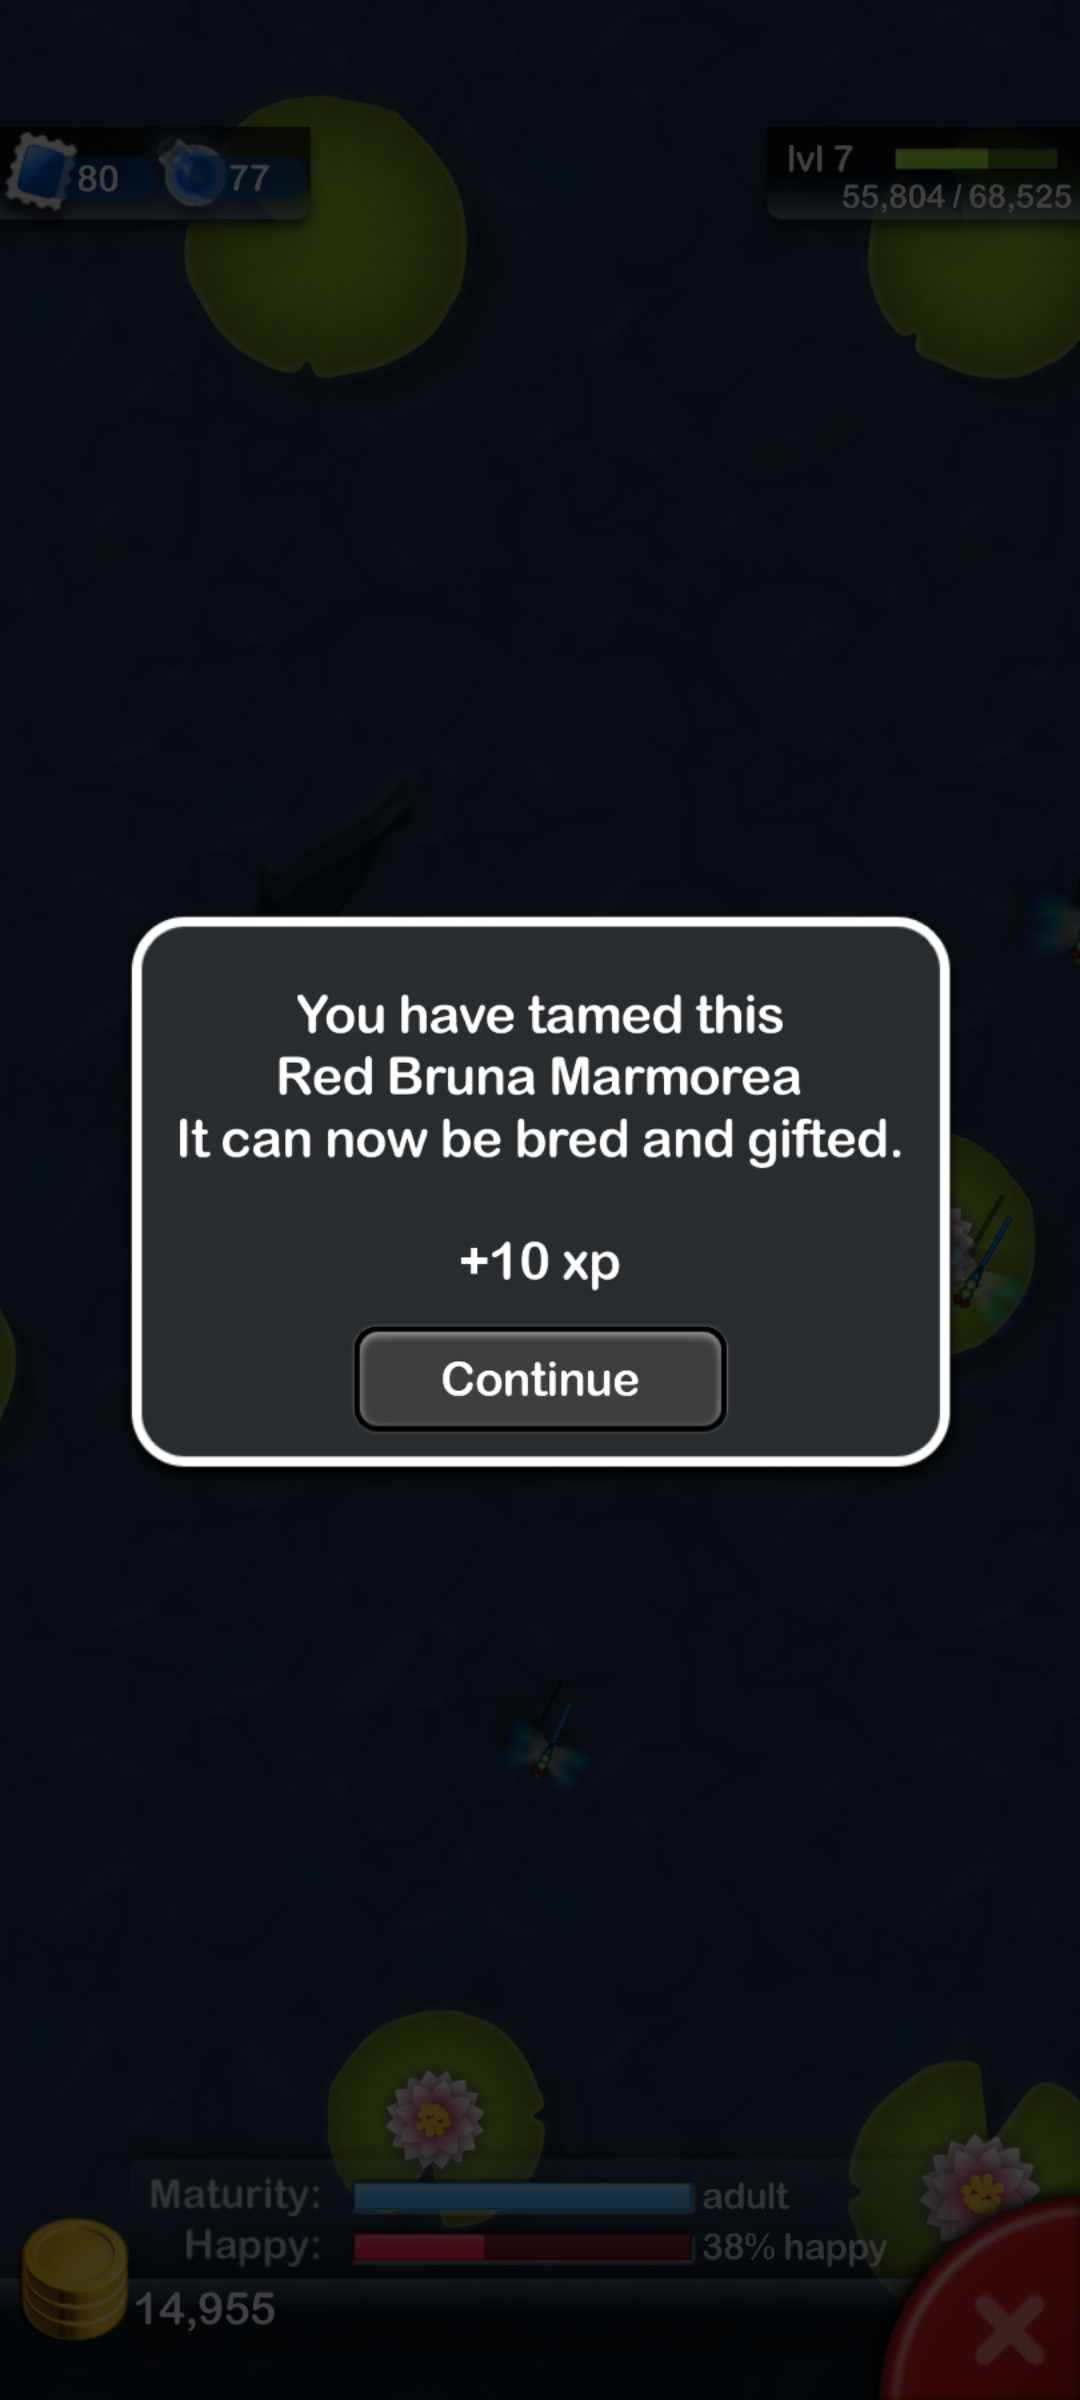 80
77
lvl 7
55,804 / 68,525
You have tamed this
Red Bruna Marmorea
It can now be bred and gifted.
+10 xp
Continue
Maturity: adult
Happy: 38% happy
14,955